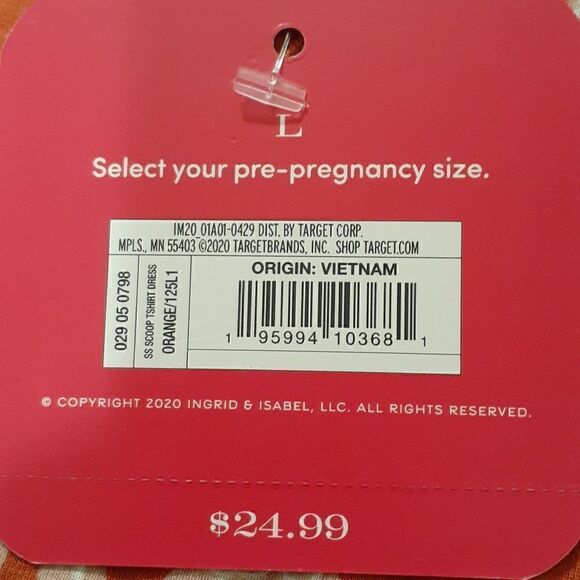 L
Select your pre-pregnancy size.
IM20 01A01-0429 DIST. BY TARGET CORP.
MPLS., MN 55403 ©2020 TARGETBRANDS, INC. SHOP TARGET.COM
029 05 0798
SS SCOOP TSHIRT DRESS
ORANGE/125L1
ORIGIN: VIETNAM
1 95994 10368 1
© COPYRIGHT 2020 INGRID & ISABEL, LLC. ALL RIGHTS RESERVED.
$24.99